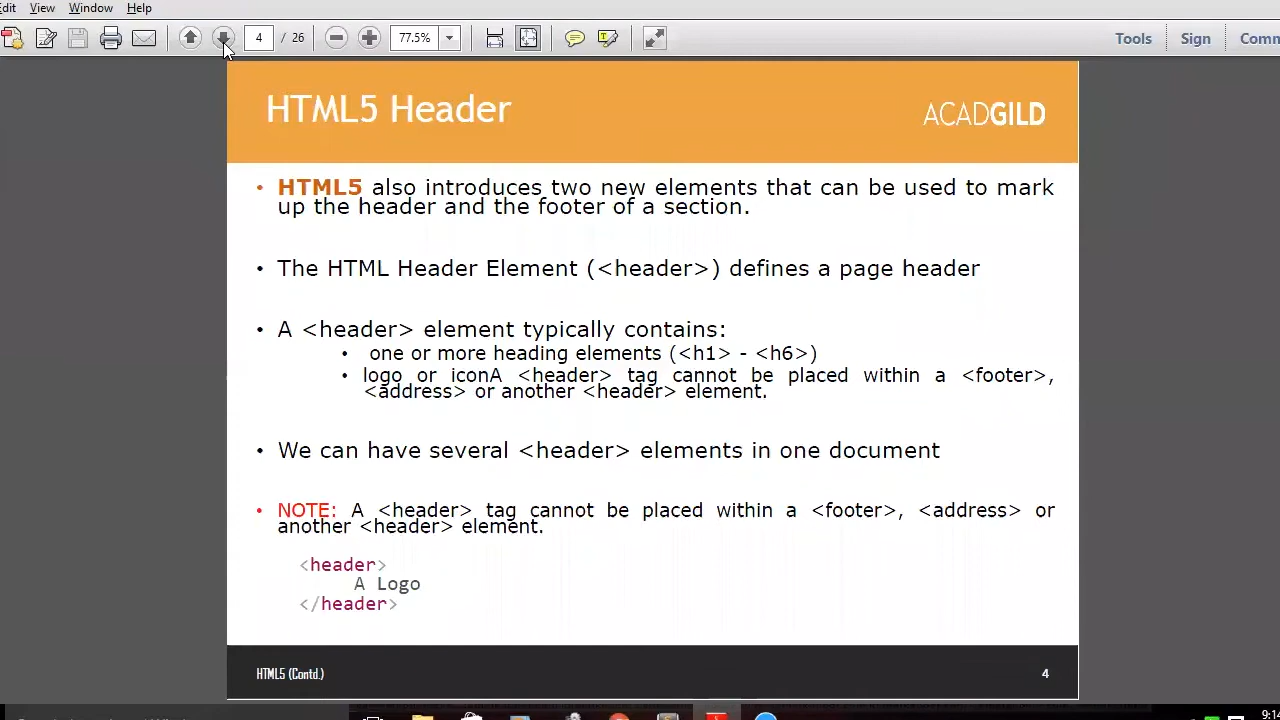 dit View Window Help
4 / 26 77.5% Tools Sign Comm
HTML5 Header
ACADGILD
• HTML5 also introduces two new elements that can be used to mark
up the header and the footer of a section.
• The HTML Header Element (<header>) defines a page header
• A <header> element typically contains:
• one or more heading elements (<h1> - <h6>)
• logo or iconA <header> tag cannot be placed within a <footer>,
<address> or another <header> element.
• We can have several <header> elements in one document
• NOTE: A <header> tag cannot be placed within a <footer>, <address> or
another <header> element.
<header>
A Logo
</header>
HTML5 (Contd.) 4